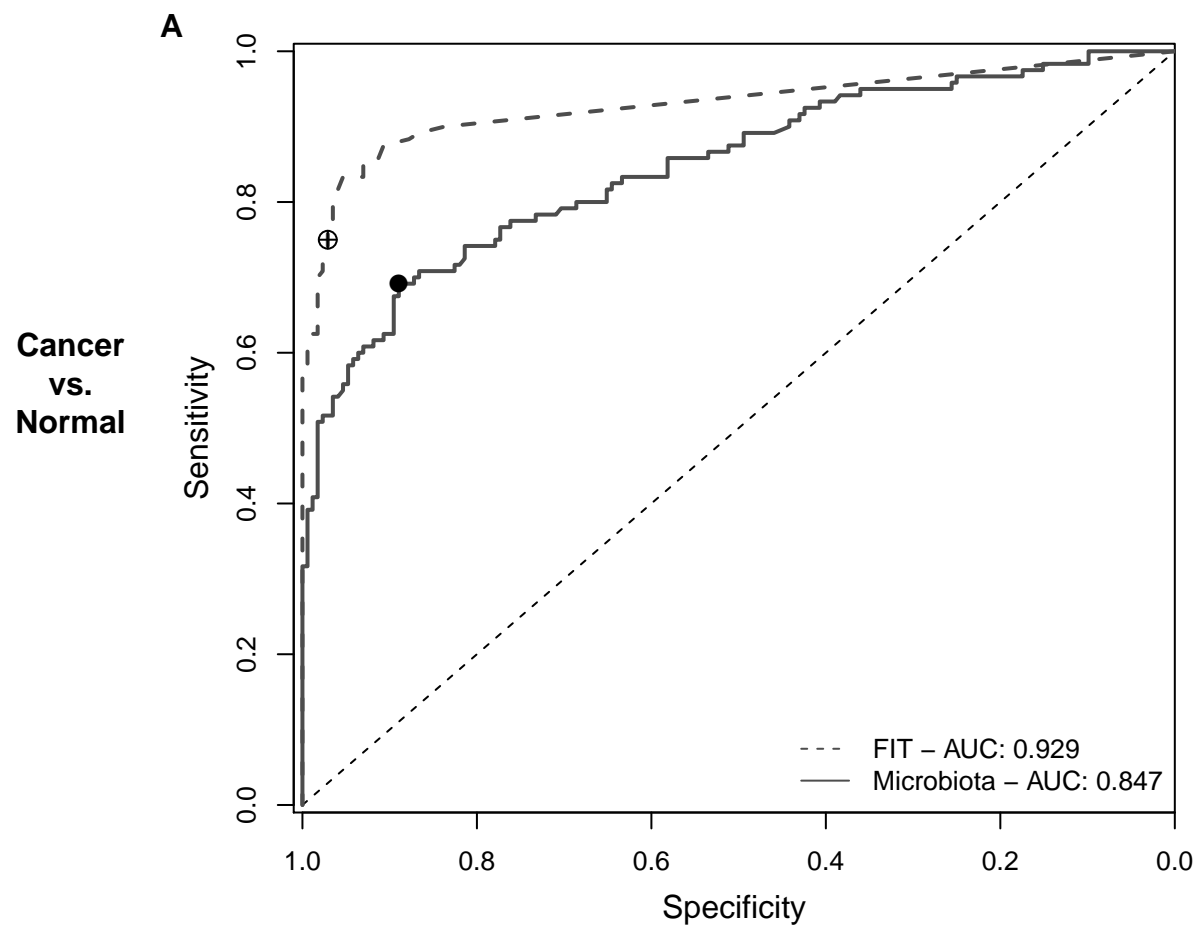 A
Cancer
vs.
Normal
Sensitivity
1.0
0.8
0.6
0.4
0.2
0.0
FIT − AUC: 0.929
Microbiota − AUC: 0.847
1.0 0.8 0.6 0.4 0.2 0.0
Specificity